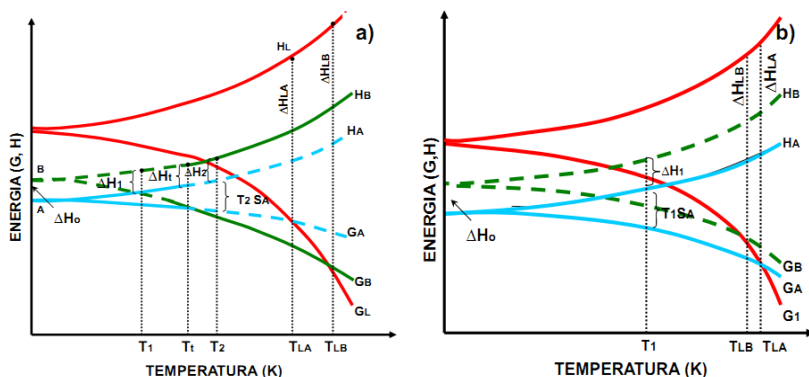 a)
ENERGIA (G, H)
HL
ΔHLA
ΔHLB
HB
HA
B
ΔH1
ΔHt
ΔH2
T2 SA
A
ΔHo
GA
GB
GL
T1
Tt
T2
TLA
TLB
TEMPERATURA (K)
b)
ENERGIA (G,H)
ΔHLB
ΔHLA
HB
HA
ΔH1
T1SA
ΔHo
GB
GA
G1
T1
TLB
TLA
TEMPERATURA (K)